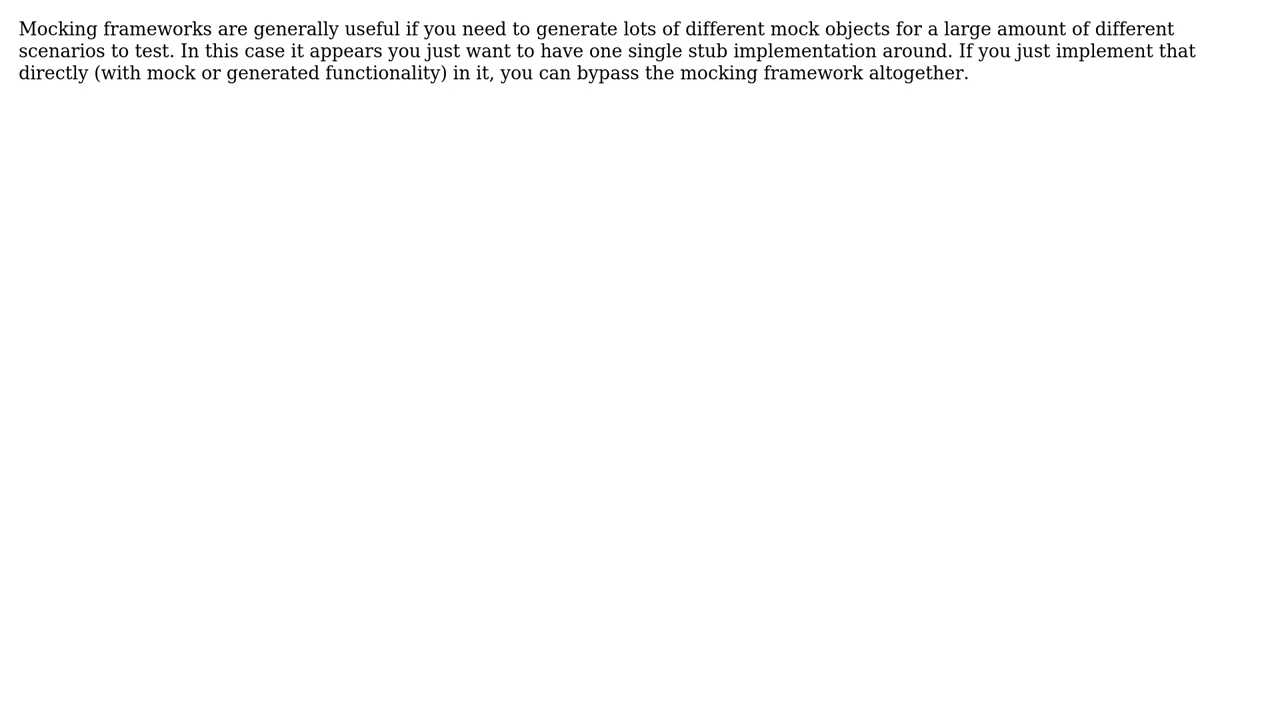 Mocking frameworks are generally useful if you need to generate lots of different mock objects for a large amount of different
scenarios to test. In this case it appears you just want to have one single stub implementation around. If you just implement that
directly (with mock or generated functionality) in it, you can bypass the mocking framework altogether.